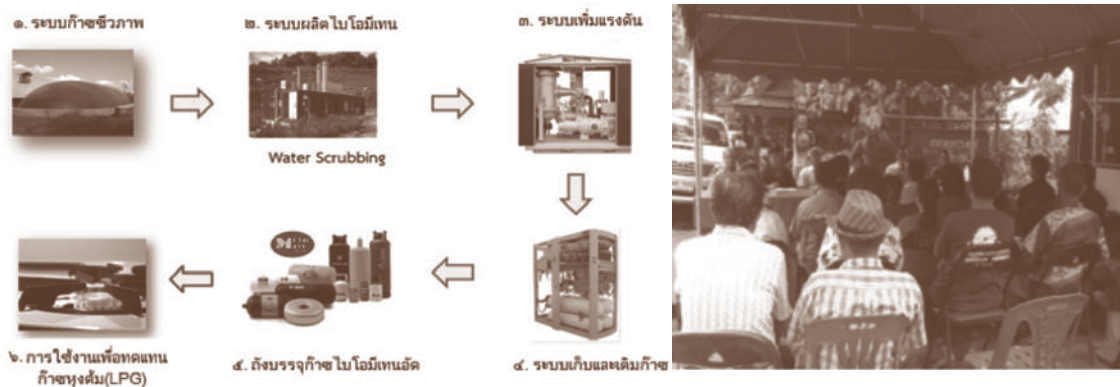 ๑. ระบบก๊าซชีวภาพ
๒. ระบบผลิตไบโอมีเทน
๓. ระบบเพิ่มแรงดัน
Water Scrubbing
๖. การใช้งานเพื่อทดแทน
ก๊าซหุงต้ม(LPG)
๕. ถังบรรจุก๊าซไบโอมีเทนอัด
๔. ระบบเก็บและเติมก๊าซ